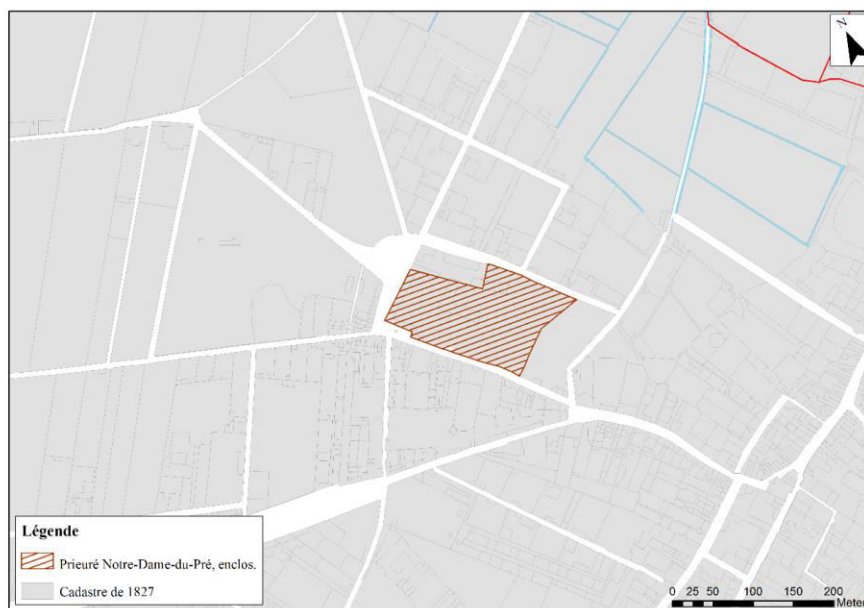 N
Légende
Prieuré Notre-Dame-du-Pré, enclos.
Cadastre de 1827
0 25 50 100 150 200
Meters